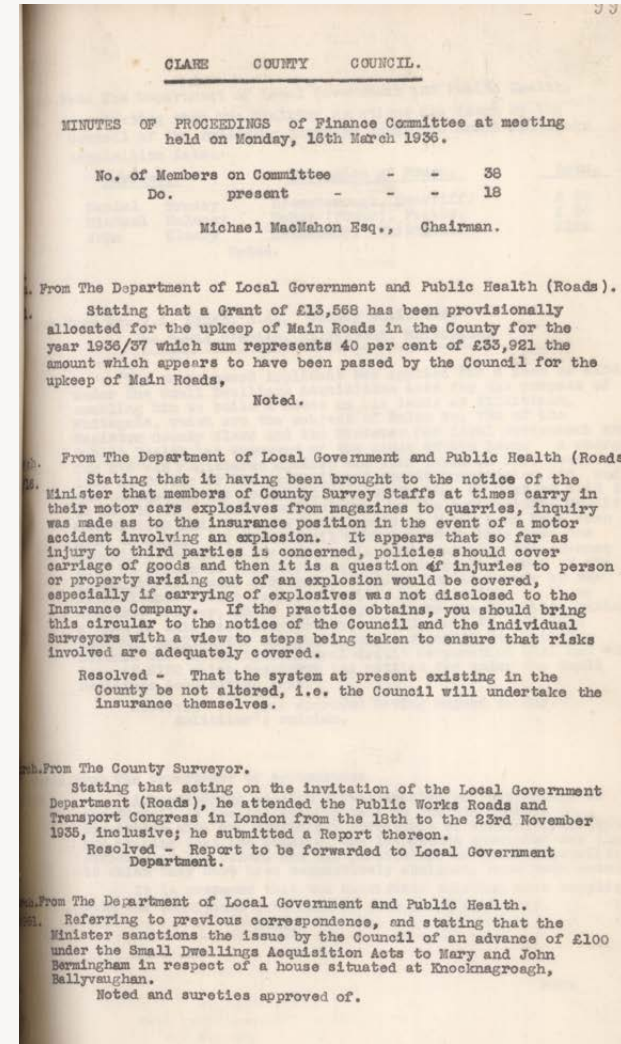 99
CLARE COUNTY COUNCIL.
MINUTES OF PROCEEDINGS of Finance Committee at meeting
held on Monday, 16th March 1936.
No. of Members on Committee - - 38
Do. present - - - 18
Michael MacMahon Esq., Chairman.
From The Department of Local Government and Public Health (Roads).
Stating that a Grant of £13,568 has been provisionally
allocated for the upkeep of Main Roads in the County for the
year 1936/37 which sum represents 40 per cent of £33,921 the
amount which appears to have been passed by the Council for the
upkeep of Main Roads,
Noted.
From The Department of Local Government and Public Health (Roads
Stating that it having been brought to the notice of the
Minister that members of County Survey Staffs at times carry in
their motor cars explosives from magazines to quarries, inquiry
was made as to the insurance position in the event of a motor
accident involving an explosion. It appears that so far as
injury to third parties is concerned, policies should cover
carriage of goods and then it is a question if injuries to person
or property arising out of an explosion would be covered,
especially if carrying of explosives was not disclosed to the
Insurance Company. If the practice obtains, you should bring
this circular to the notice of the Council and the individual
Surveyors with a view to steps being taken to ensure that risks
involved are adequately covered.
Resolved - That the system at present existing in the
County be not altered, i.e. the Council will undertake the
insurance themselves.
From The County Surveyor.
Stating that acting on the invitation of the Local Government
Department (Roads), he attended the Public Works Roads and
Transport Congress in London from the 18th to the 23rd November
1935, inclusive; he submitted a Report thereon.
Resolved - Report to be forwarded to Local Government
Department.
From The Department of Local Government and Public Health.
Referring to previous correspondence, and stating that the
Minister sanctions the issue by the Council of an advance of £100
under the Small Dwellings Acquisition Acts to Mary and John
Bermingham in respect of a house situated at Knocknagroagh,
Ballyvaughan.
Noted and sureties approved of.